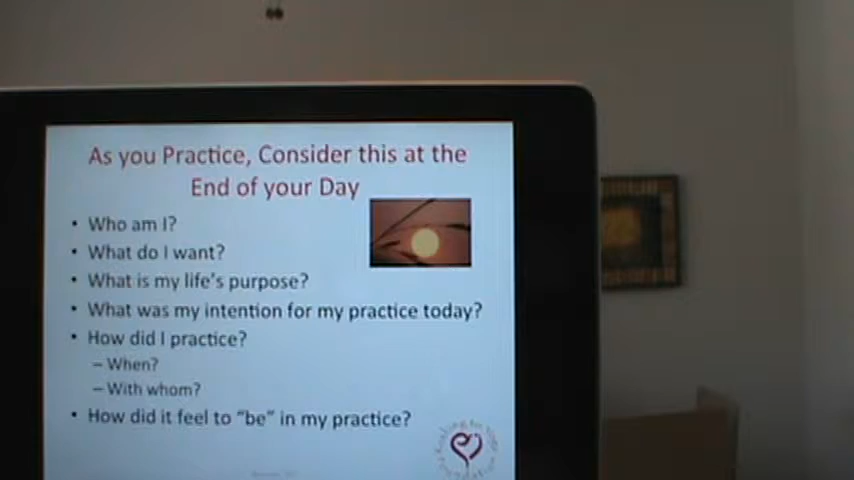 As you Practice, Consider this at the
End of your Day
• Who am I?
• What do I want?
• What is my life's purpose?
• What was my intention for my practice today?
• How did I practice?
– When?
– With whom?
• How did it feel to "be" in my practice?